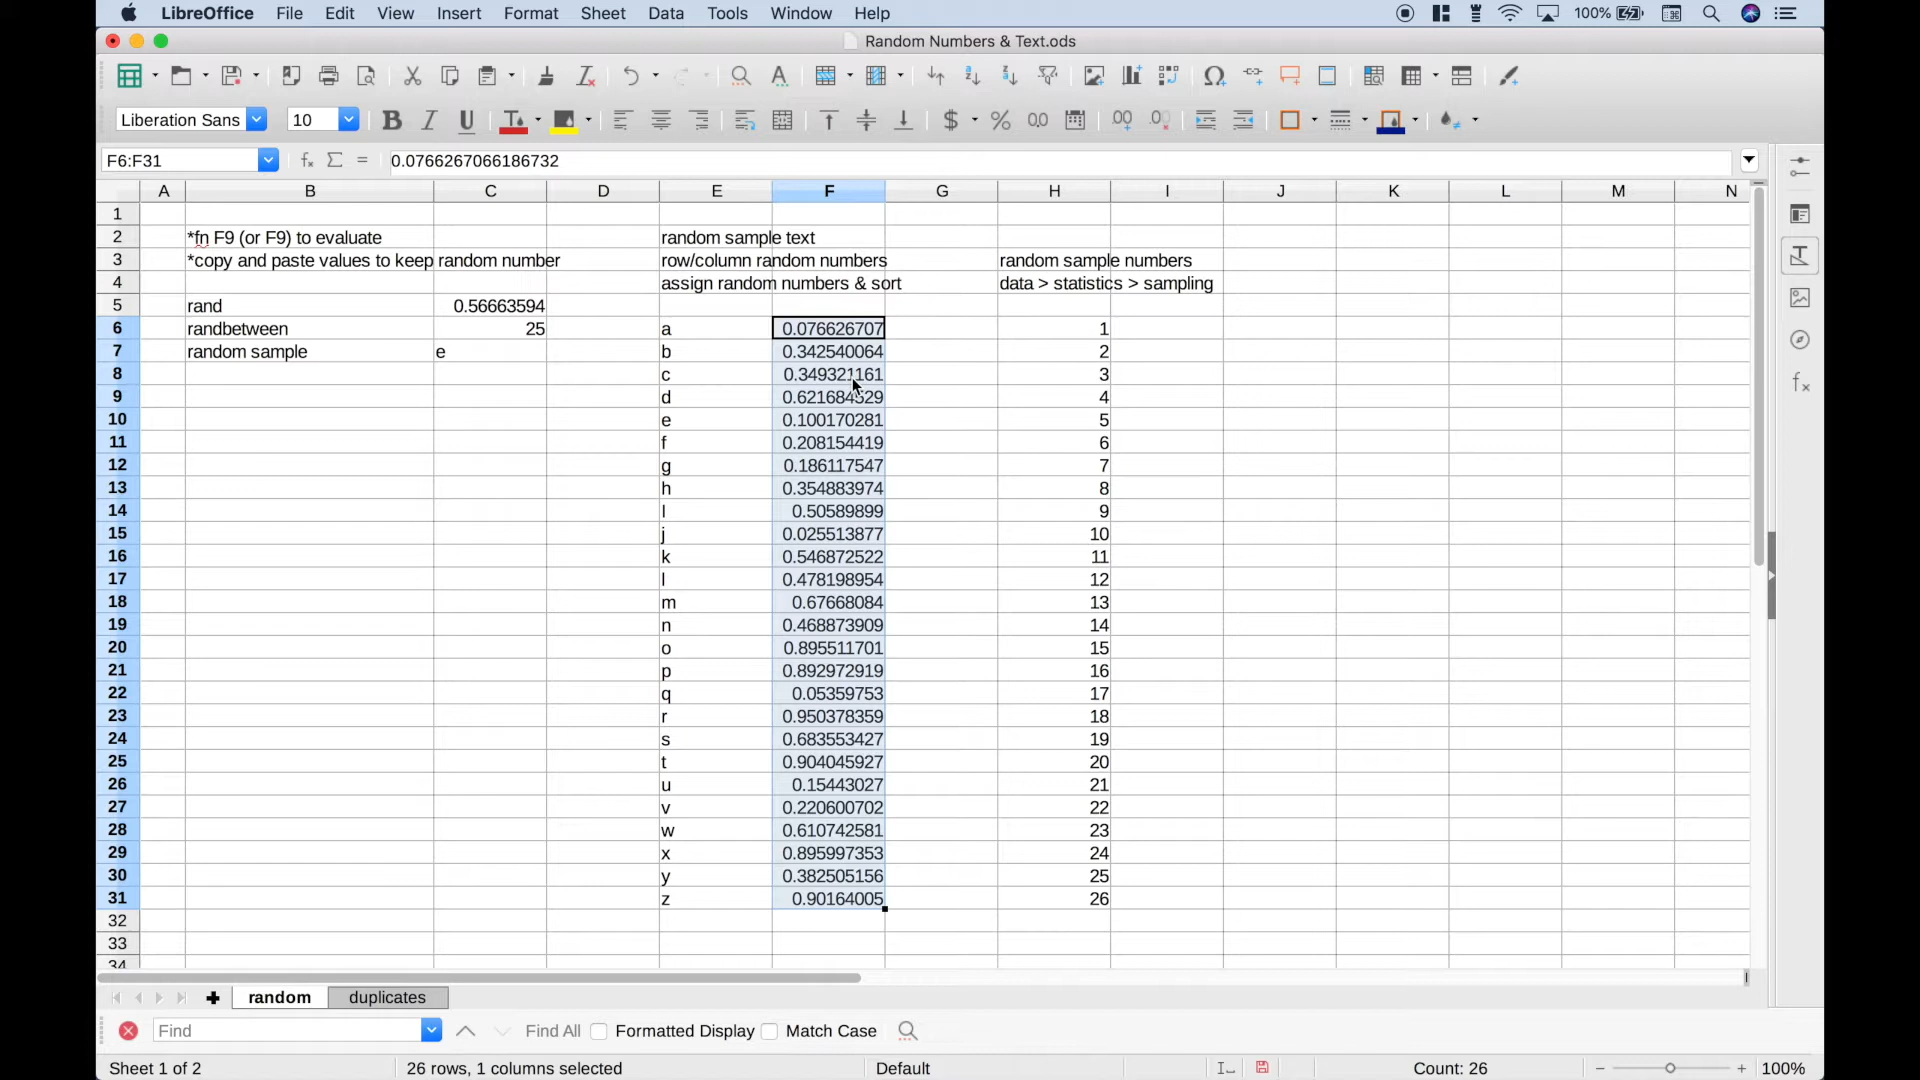 LibreOffice File Edit View Insert Format Sheet Data Tools Window Help 100%
Random Numbers & Text.ods
Liberation Sans 10
F6:F31 0.0766267066186732
A B C D E F G H I J K L M N
1
2 *fn F9 (or F9) to evaluate random sample text
3 *copy and paste values to keep random number row/column random numbers random sample numbers
4 assign random numbers & sort data > statistics > sampling
5 rand 0.56663594
6 randbetween 25 a 0.076626707 1
7 random sample e b 0.342540064 2
8 c 0.349321161 3
9 d 0.621684529 4
10 e 0.100170281 5
11 f 0.208154419 6
12 g 0.186117547 7
13 h 0.354883974 8
14 I 0.50589899 9
15 j 0.025513877 10
16 k 0.546872522 11
17 l 0.478198954 12
18 m 0.67668084 13
19 n 0.468873909 14
20 o 0.895511701 15
21 p 0.892972919 16
22 q 0.05359753 17
23 r 0.950378359 18
24 s 0.683553427 19
25 t 0.904045927 20
26 u 0.15443027 21
27 v 0.220600702 22
28 w 0.610742581 23
29 x 0.895997353 24
30 y 0.382505156 25
31 z 0.90164005 26
32
33
34
random duplicates
Find Find All Formatted Display Match Case
Sheet 1 of 2 26 rows, 1 columns selected Default Count: 26 100%